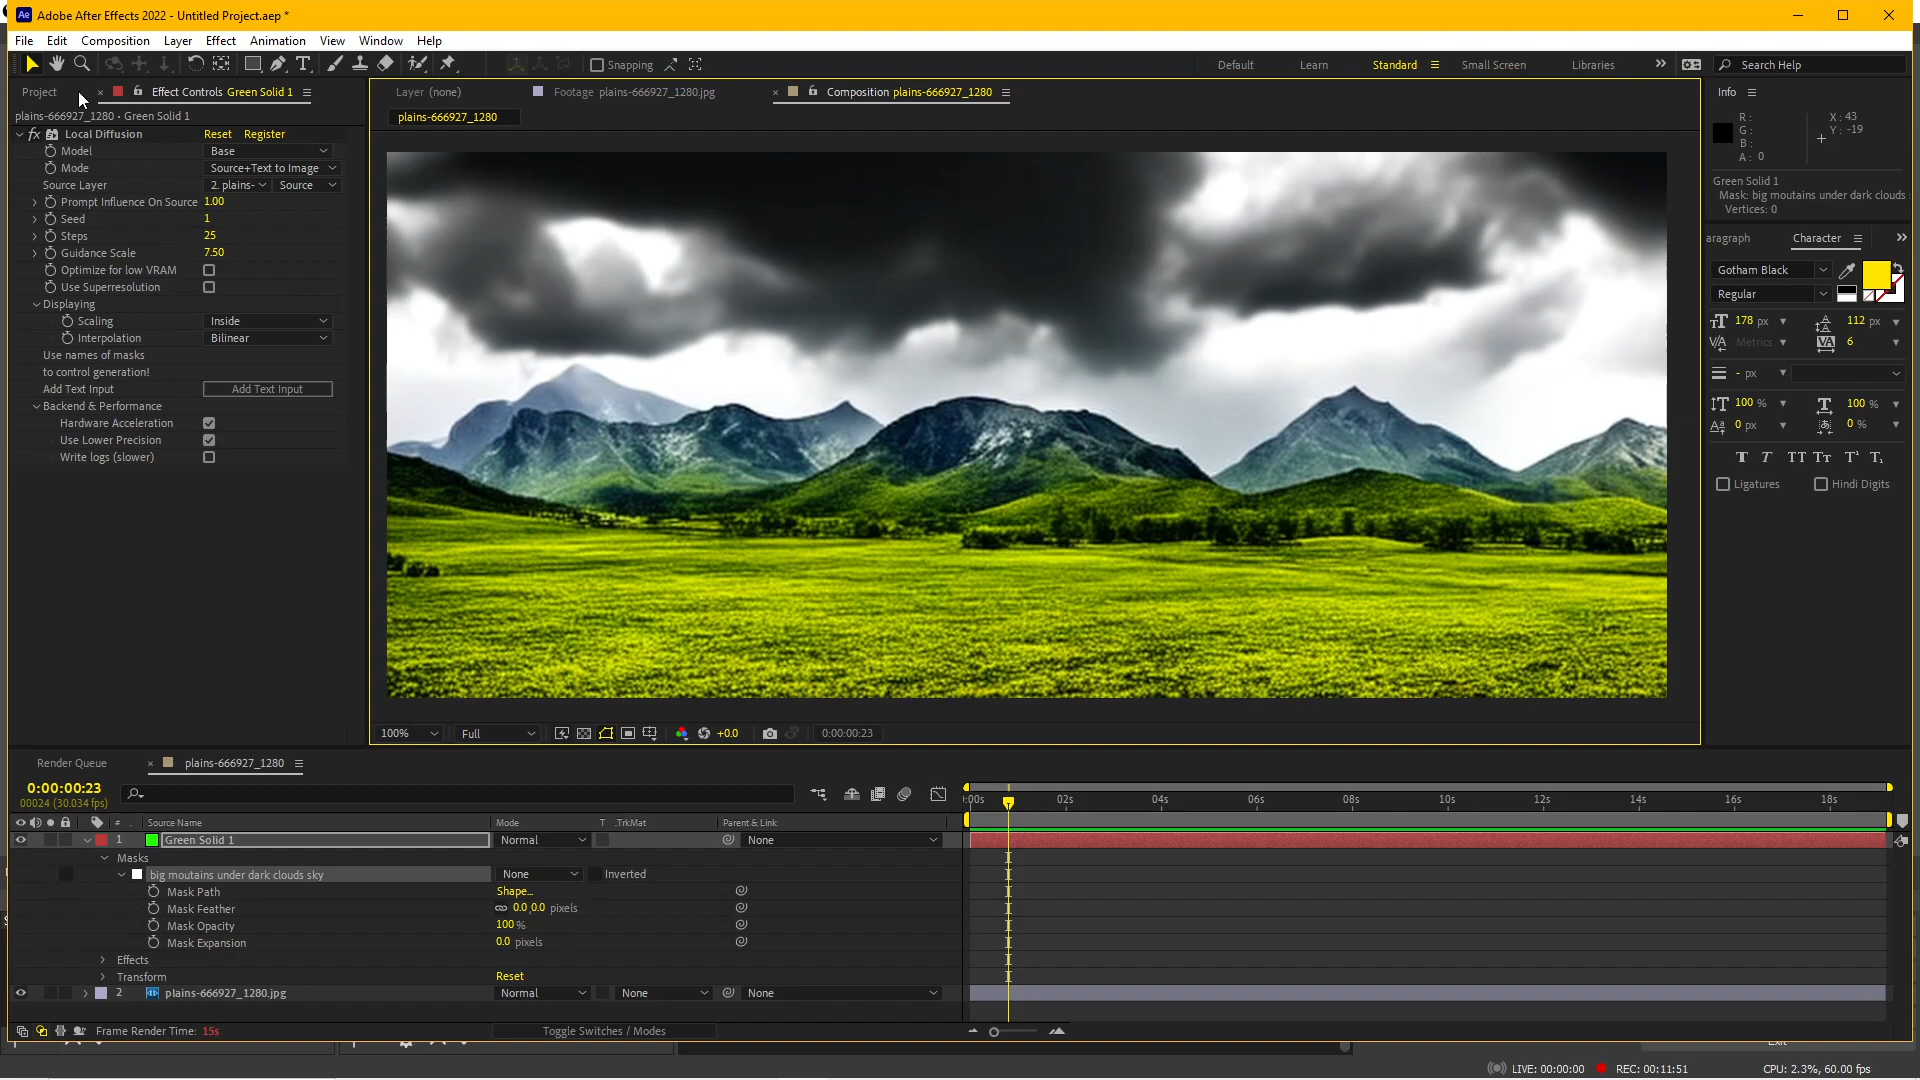 Adobe After Effects 2022 - Untitled Project.aep *
File Edit Composition Layer Effect Animation View Window Help
Snapping Default Learn Standard Small Screen Libraries Search Help
Project Effect Controls Green Solid 1
plains-666927_1280 • Green Solid 1
fx Local Diffusion Reset Register
Model Base
Mode Source+Text to Image
Source Layer 2. plains- Source
Prompt Influence On Source 1.00
Seed 1
Steps 25
Guidance Scale 7.50
Optimize for low VRAM
Use Superresolution
Displaying
Scaling Inside
Interpolation Bilinear
Use names of masks
to control generation!
Add Text Input Add Text Input
Backend & Performance
Hardware Acceleration
Use Lower Precision
Write logs (slower)
Layer (none) Footage plains-666927_1280.jpg Composition plains-666927_1280
plains-666927_1280
100% Full +0.0 0:00:00:23
Info
R: X: 43
G: Y: -19
B:
A: 0
Green Solid 1
Mask: big moutains under dark clouds
Vertices: 0
aragraph Character
Gotham Black
Regular
178 px 112 px
Metrics 6
- px
100 % 100 %
0 px 0 %
Ligatures Hindi Digits
Render Queue plains-666927_1280
0:00:00:23
00024 (30.034 fps)
:00s 02s 04s 06s 08s 10s 12s 14s 16s 18s
# Source Name Mode T .TrkMat Parent & Link
1 Green Solid 1 Normal None
Masks
big moutains under dark clouds sky None Inverted
Mask Path Shape...
Mask Feather 0.0,0.0 pixels
Mask Opacity 100 %
Mask Expansion 0.0 pixels
Effects
Transform Reset
2 plains-666927_1280.jpg Normal None None
Frame Render Time: 15s Toggle Switches / Modes
Exit
LIVE: 00:00:00 REC: 00:11:51 CPU: 2.3%, 60.00 fps